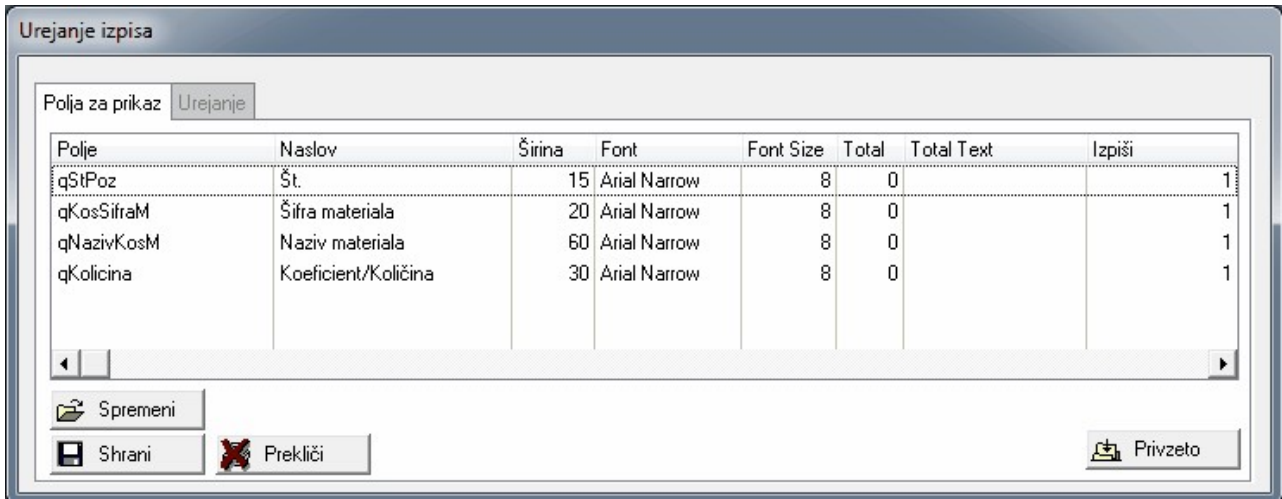 Urejanje izpisa
Polja za prikaz Urejanje
Polje Naslov Širina Font Font Size Total Total Text Izpiši
qStPoz Št. 15 Arial Narrow 8 0 1
qKosSifraM Šifra materiala 20 Arial Narrow 8 0 1
qNazivKosM Naziv materiala 60 Arial Narrow 8 0 1
qKolicina Koeficient/Količina 30 Arial Narrow 8 0 1
Spremeni
Shrani Prekliči Privzeto